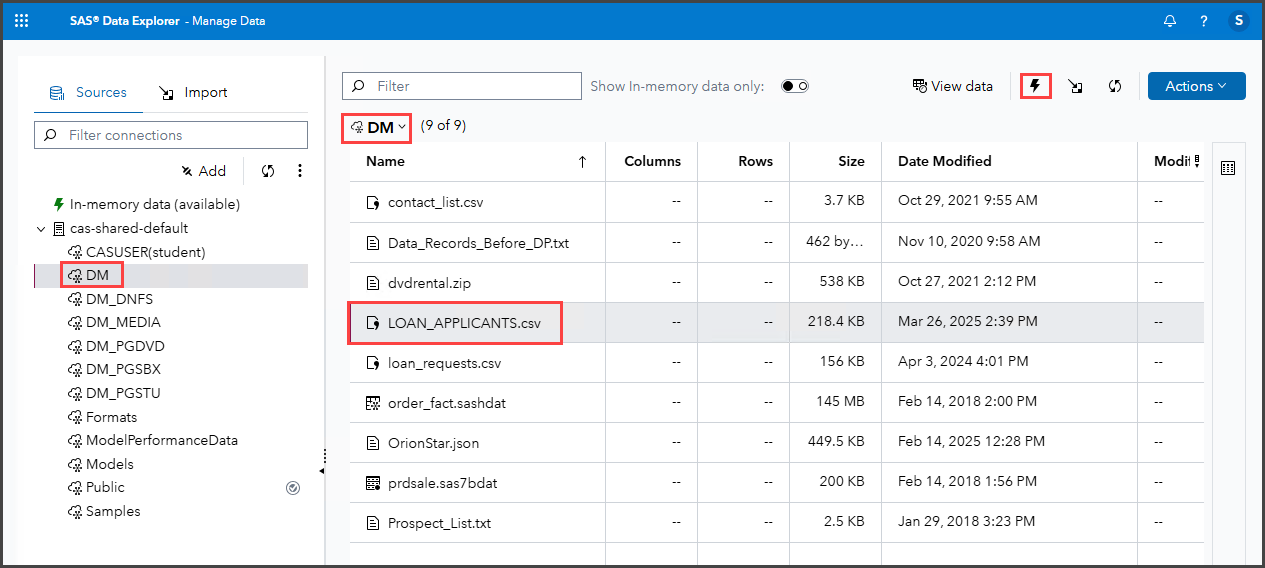 SAS® Data Explorer - Manage Data
?
S
Sources
Import
Filter connections
Add
In-memory data (available)
cas-shared-default
CASUSER(student)
DM
DM_DNFS
DM_MEDIA
DM_PGDVD
DM_PGSBX
DM_PGSTU
Formats
ModelPerformanceData
Models
Public
Samples
Filter
Show In-memory data only:
View data
Actions
DM (9 of 9)
Name Columns Rows Size Date Modified Modif
contact_list.csv -- -- 3.7 KB Oct 29, 2021 9:55 AM --
Data_Records_Before_DP.txt -- -- 462 by... Nov 10, 2020 9:58 AM --
dvdrental.zip -- -- 538 KB Oct 27, 2021 2:12 PM --
LOAN_APPLICANTS.csv -- -- 218.4 KB Mar 26, 2025 2:39 PM --
loan_requests.csv -- -- 156 KB Apr 3, 2024 4:01 PM --
order_fact.sashdat -- -- 145 MB Feb 14, 2018 2:00 PM --
OrionStar.json -- -- 449.5 KB Feb 14, 2025 12:28 PM --
prdsale.sas7bdat -- -- 200 KB Feb 14, 2018 1:56 PM --
Prospect_List.txt -- -- 2.5 KB Jan 29, 2018 3:23 PM --